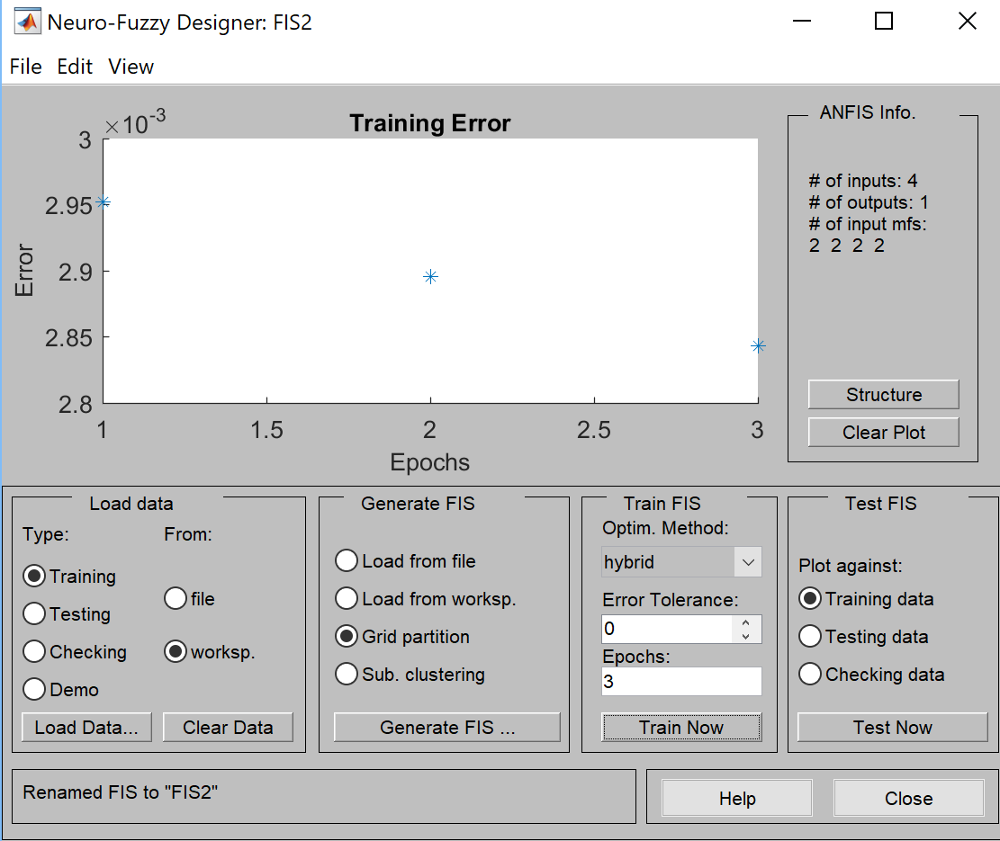 Neuro-Fuzzy Designer: FIS2
File Edit View
×10-3
Training Error
3
2.95
2.9
2.85
2.8
Error
1 1.5 2 2.5 3
Epochs
ANFIS Info.
# of inputs: 4
# of outputs: 1
# of input mfs:
2 2 2 2
Structure
Clear Plot
Load data
Type: From:
Training
Testing
Checking
Demo
file
worksp.
Load Data... Clear Data
Generate FIS
Load from file
Load from worksp.
Grid partition
Sub. clustering
Generate FIS ...
Train FIS
Optim. Method:
hybrid
Error Tolerance:
0
Epochs:
3
Train Now
Test FIS
Plot against:
Training data
Testing data
Checking data
Test Now
Renamed FIS to "FIS2"
Help Close